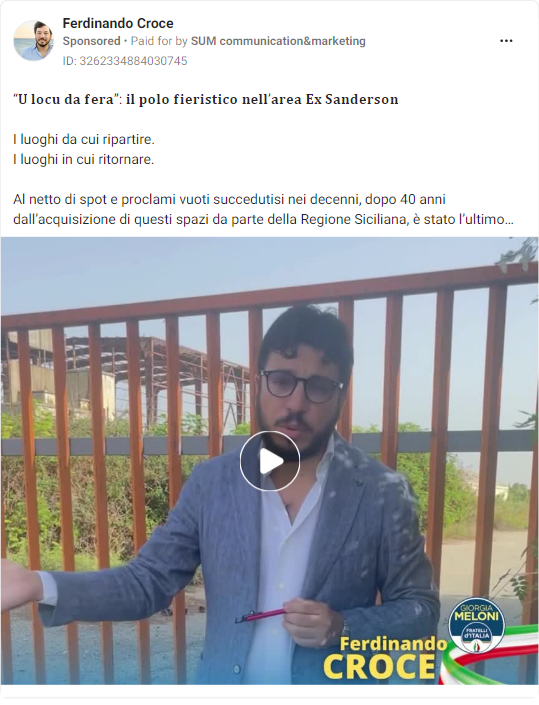 Ferdinando Croce
Sponsored • Paid for by SUM communication&marketing
ID: 3262334884030745
"U locu da fera": il polo fieristico nell'area Ex Sanderson
I luoghi da cui ripartire.
I luoghi in cui ritornare.
Al netto di spot e proclami vuoti succedutisi nei decenni, dopo 40 anni
dall'acquisizione di questi spazi da parte della Regione Siciliana, è stato l'ultimo...
GIORGIA
MELONI
FRATELLI
d'ITALIA
Ferdinando
CROCE